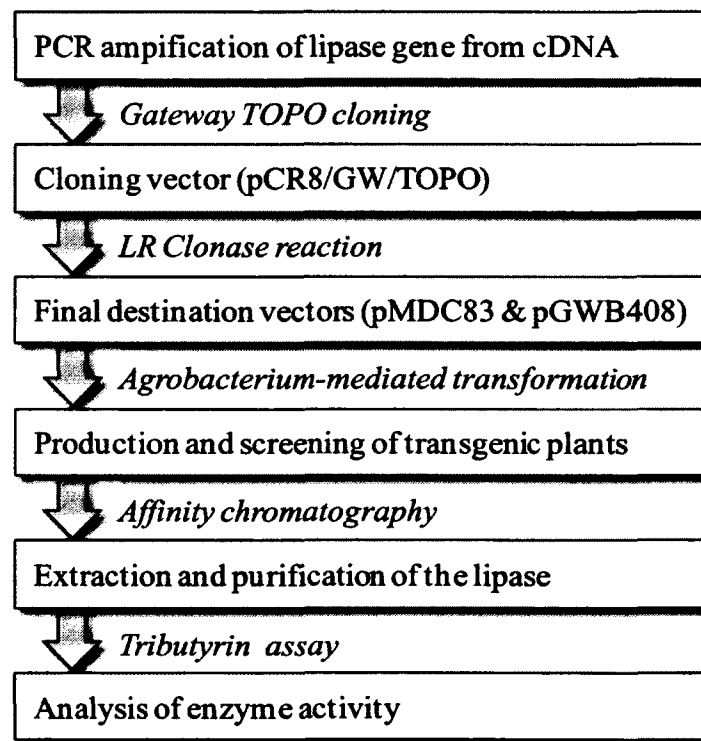 PCR ampification of lipase gene from cDNA
Gateway TOPO cloning
Cloning vector (pCR8/GW/TOPO)
LR Clonase reaction
Final destination vectors (pMDC83 & pGWB408)
Agrobacterium-mediated transformation
Production and screening of transgenic plants
Affinity chromatography
Extraction and purification of the lipase
Tributyrin assay
Analysis of enzyme activity